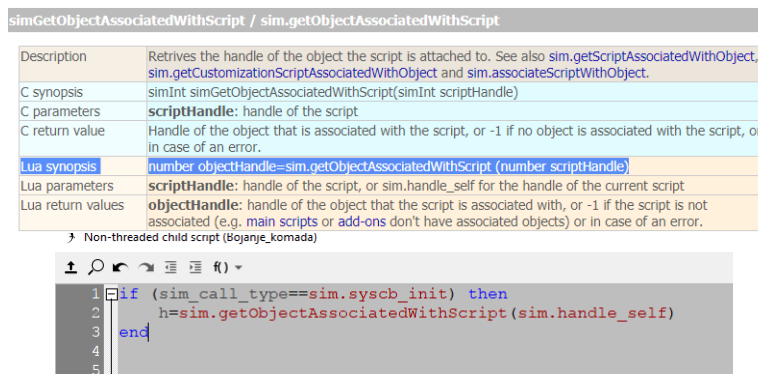 simGetObjectAssociatedWithScript / sim.getObjectAssociatedWithScript
Description Retrives the handle of the object the script is attached to. See also sim.getScriptAssociatedWithObject,
sim.getCustomizationScriptAssociatedWithObject and sim.associateScriptWithObject.
C synopsis simInt simGetObjectAssociatedWithScript(simInt scriptHandle)
C parameters scriptHandle: handle of the script
C return value Handle of the object that is associated with the script, or -1 if no object is associated with the script, o
in case of an error.
Lua synopsis number objectHandle=sim.getObjectAssociatedWithScript (number scriptHandle)
Lua parameters scriptHandle: handle of the script, or sim.handle_self for the handle of the current script
Lua return values objectHandle: handle of the object that the script is associated with, or -1 if the script is not
associated (e.g. main scripts or add-ons don't have associated objects) or in case of an error.
Non-threaded child script (Bojanje_komada)
f()
1 if (sim_call_type==sim.syscb_init) then
2 h=sim.getObjectAssociatedWithScript(sim.handle_self)
3 end
4
5